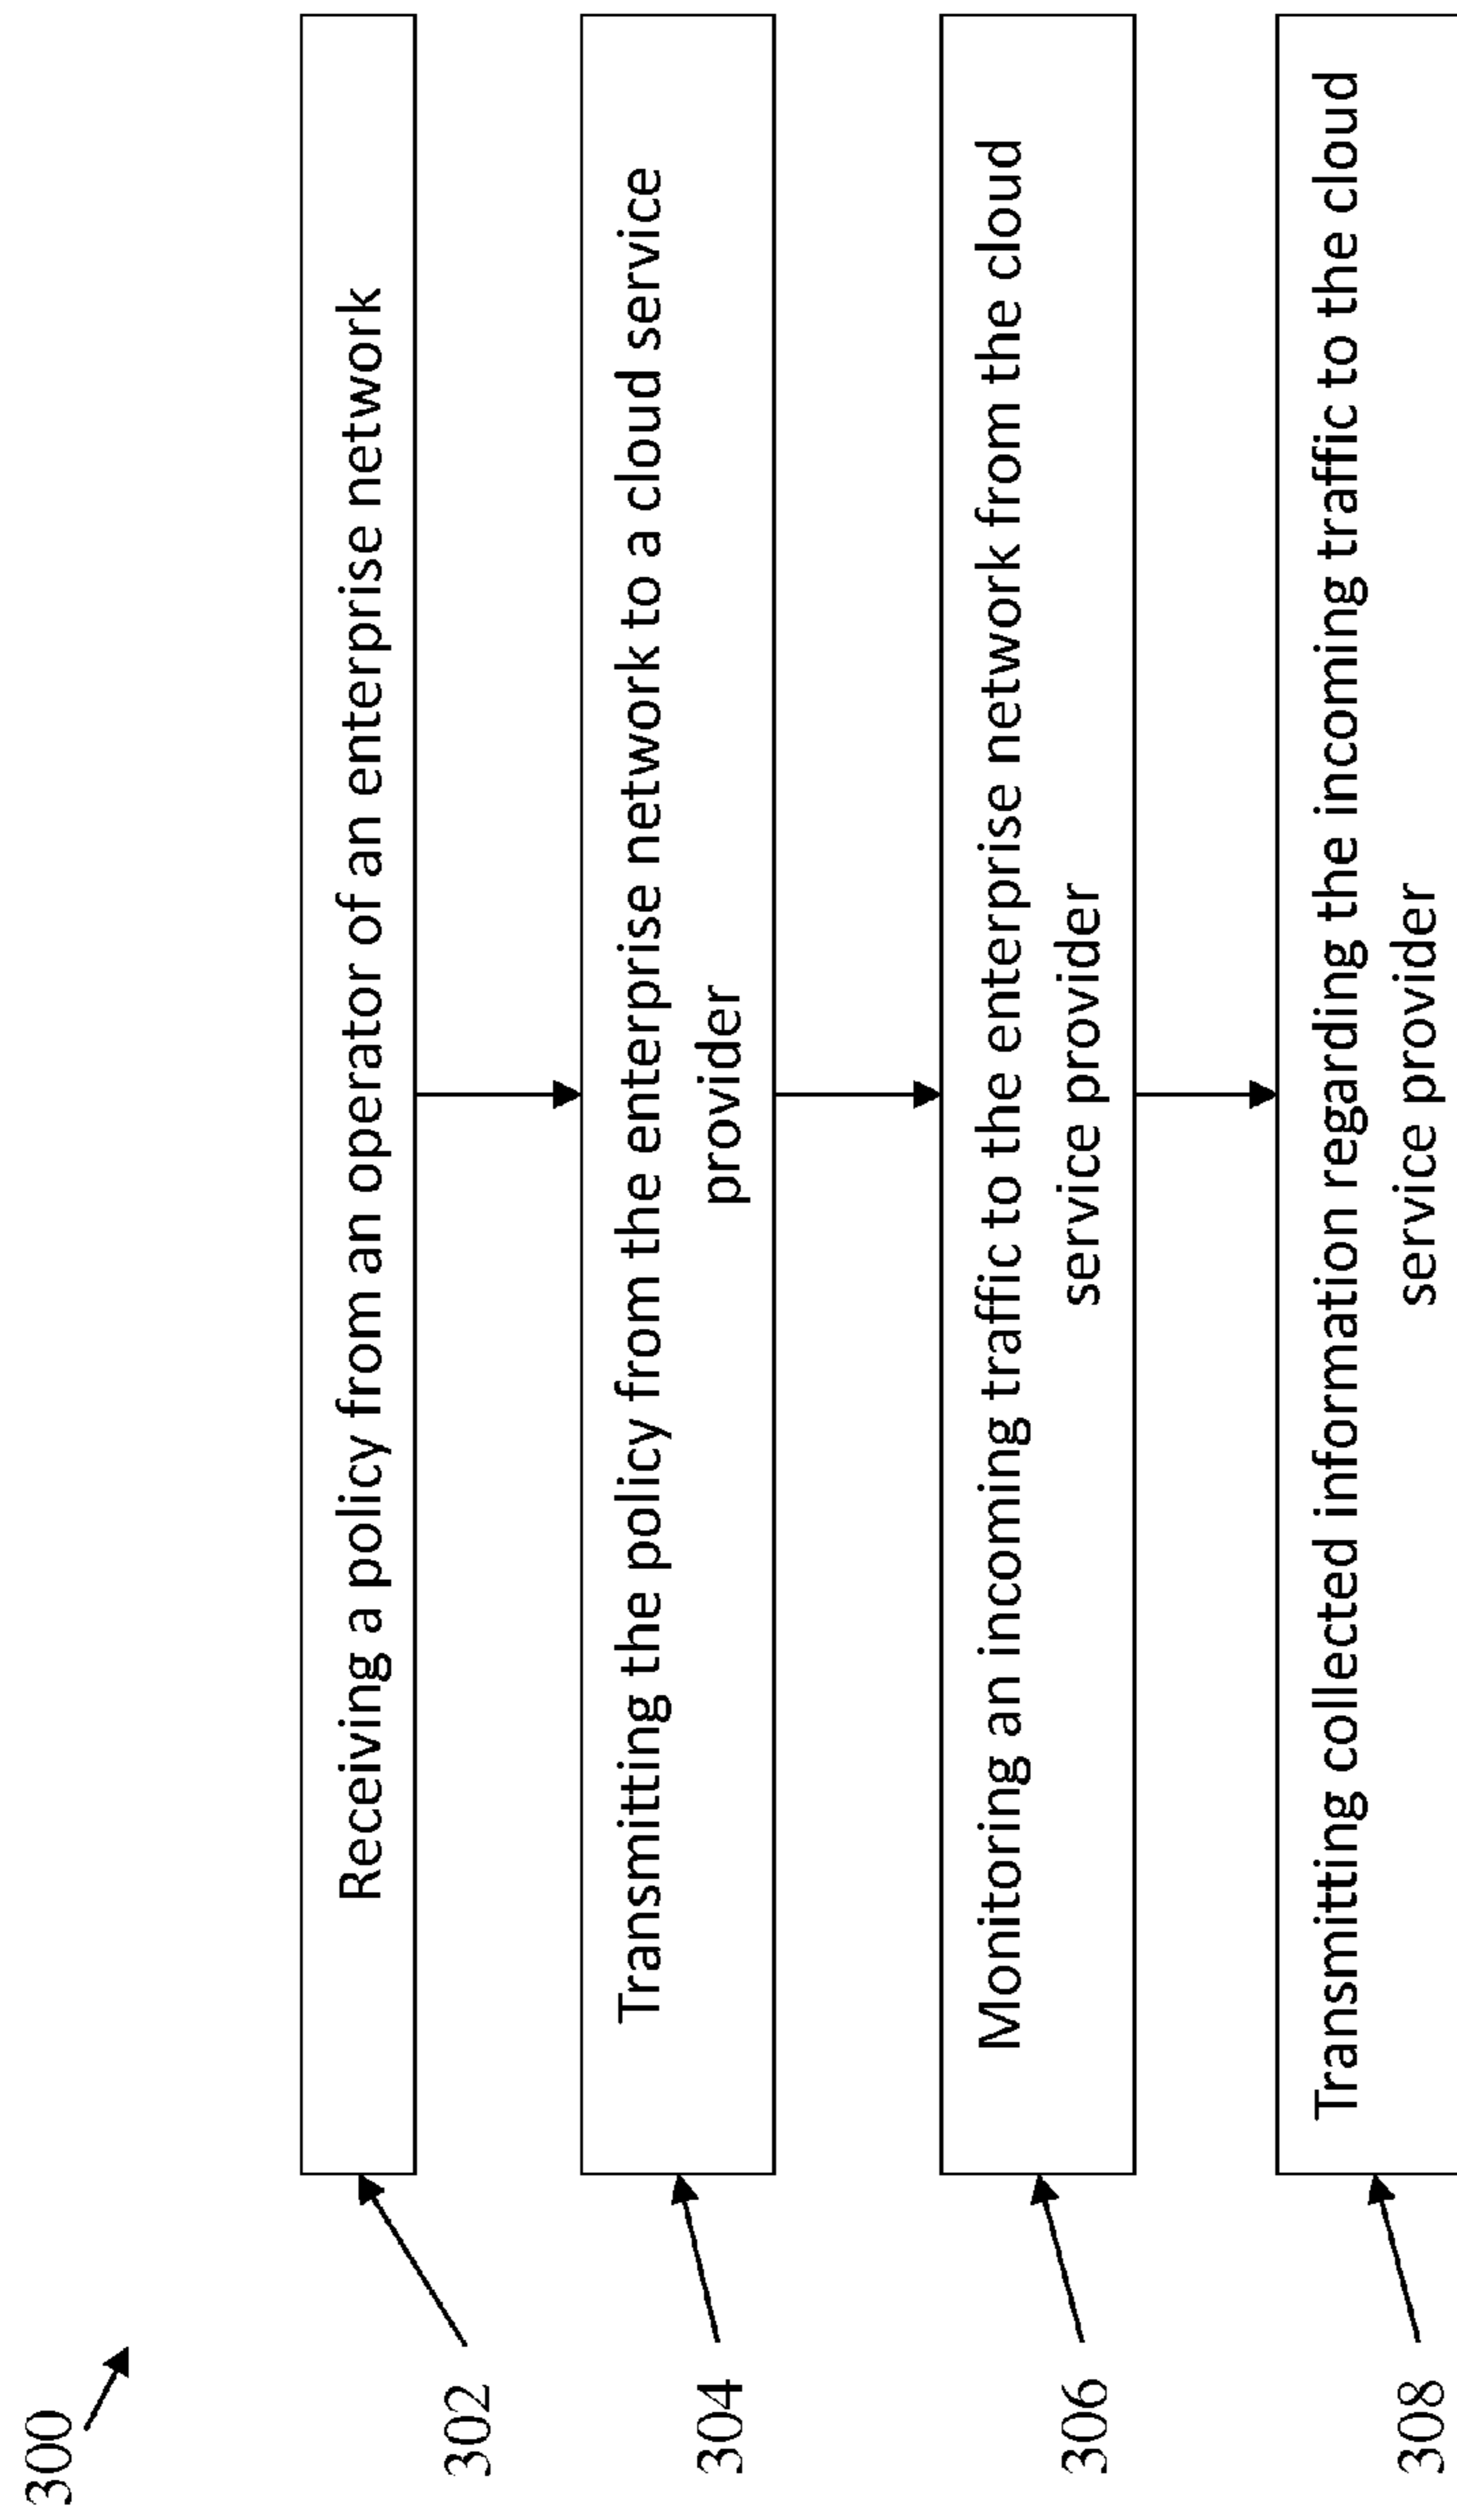 300
302
Receiving a policy from an operator of an enterprise network
304
Transmitting the policy from the enterprise network to a cloud service
provider
306
Monitoring an incoming traffic to the enterprise network from the cloud
service provider
308
Transmitting collected information regarding the incoming traffic to the cloud
service provider